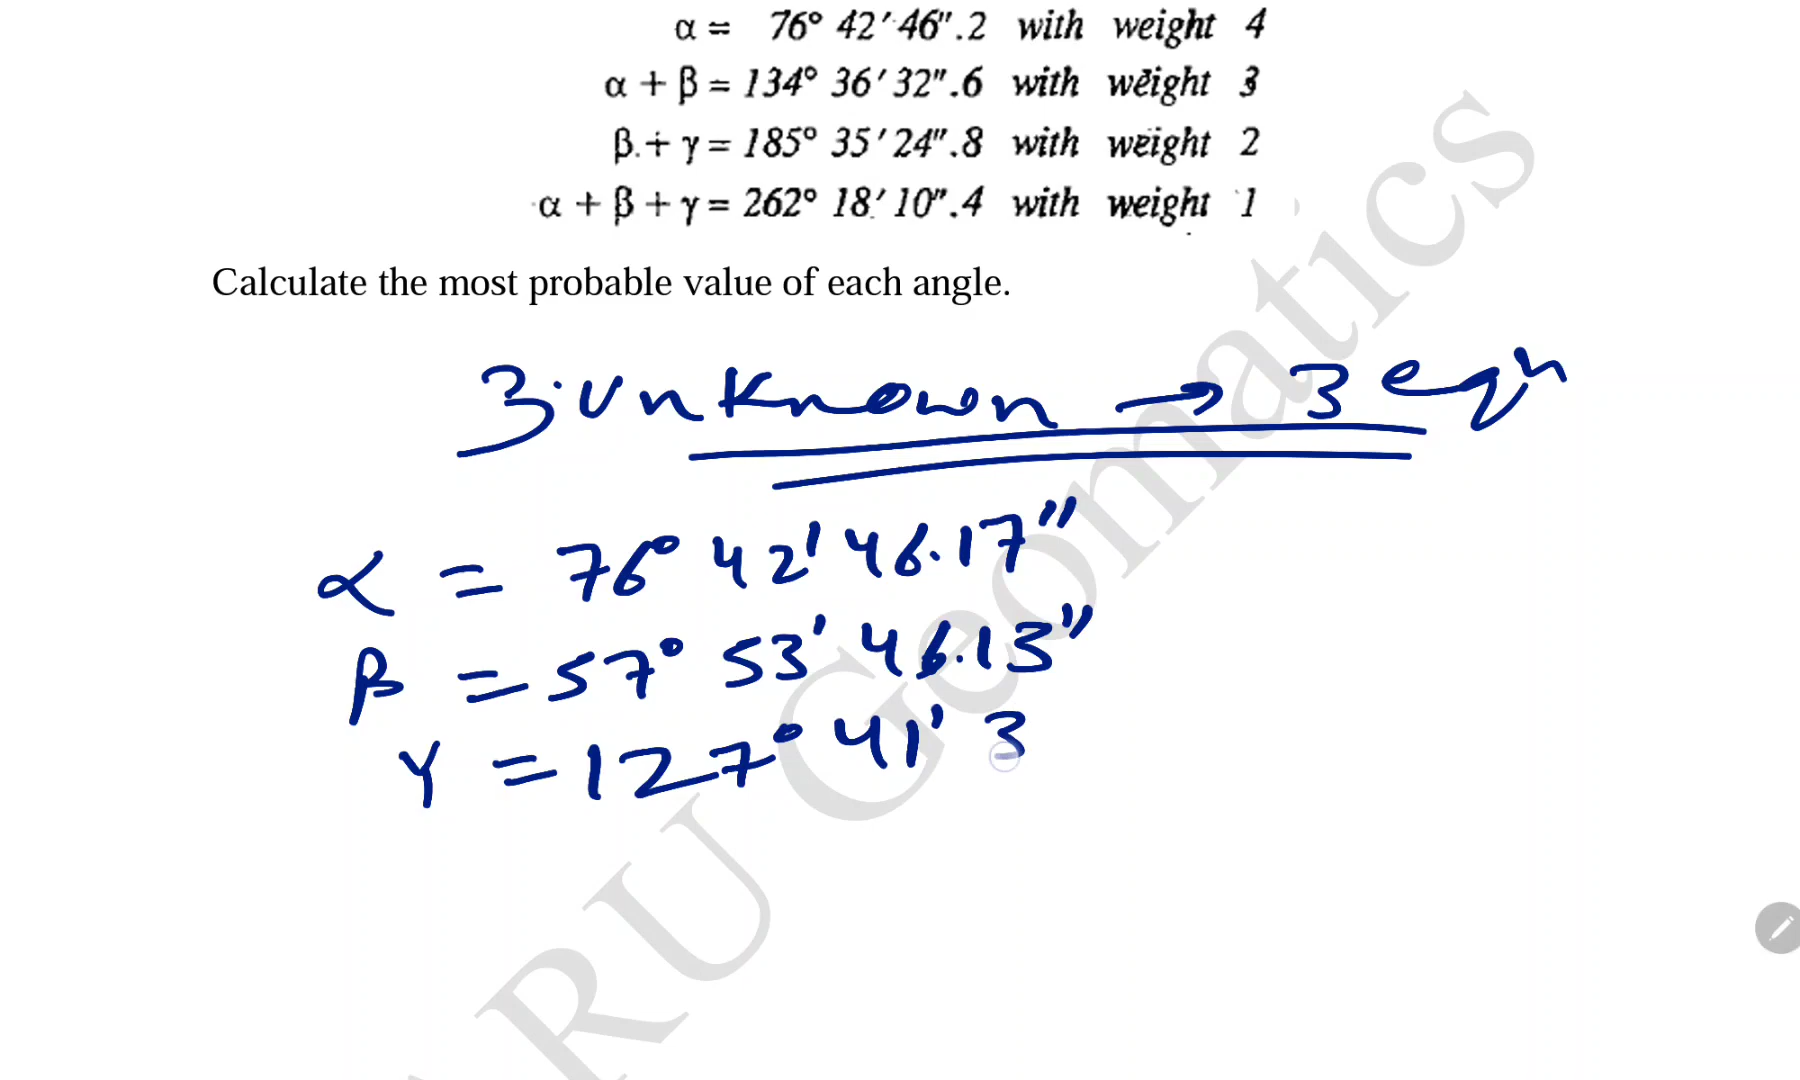 α = 76° 42′ 46″.2 with weight 4
α + β = 134° 36′ 32″.6 with weight 3
β + γ = 185° 35′ 24″.8 with weight 2
α + β + γ = 262° 18′ 10″.4 with weight 1
Calculate the most probable value of each angle.
3 unknown → 3 eqn
α = 76° 42' 46.17"
β = 57° 53' 46.13"
γ = 127° 41' 3
RU Geomatics